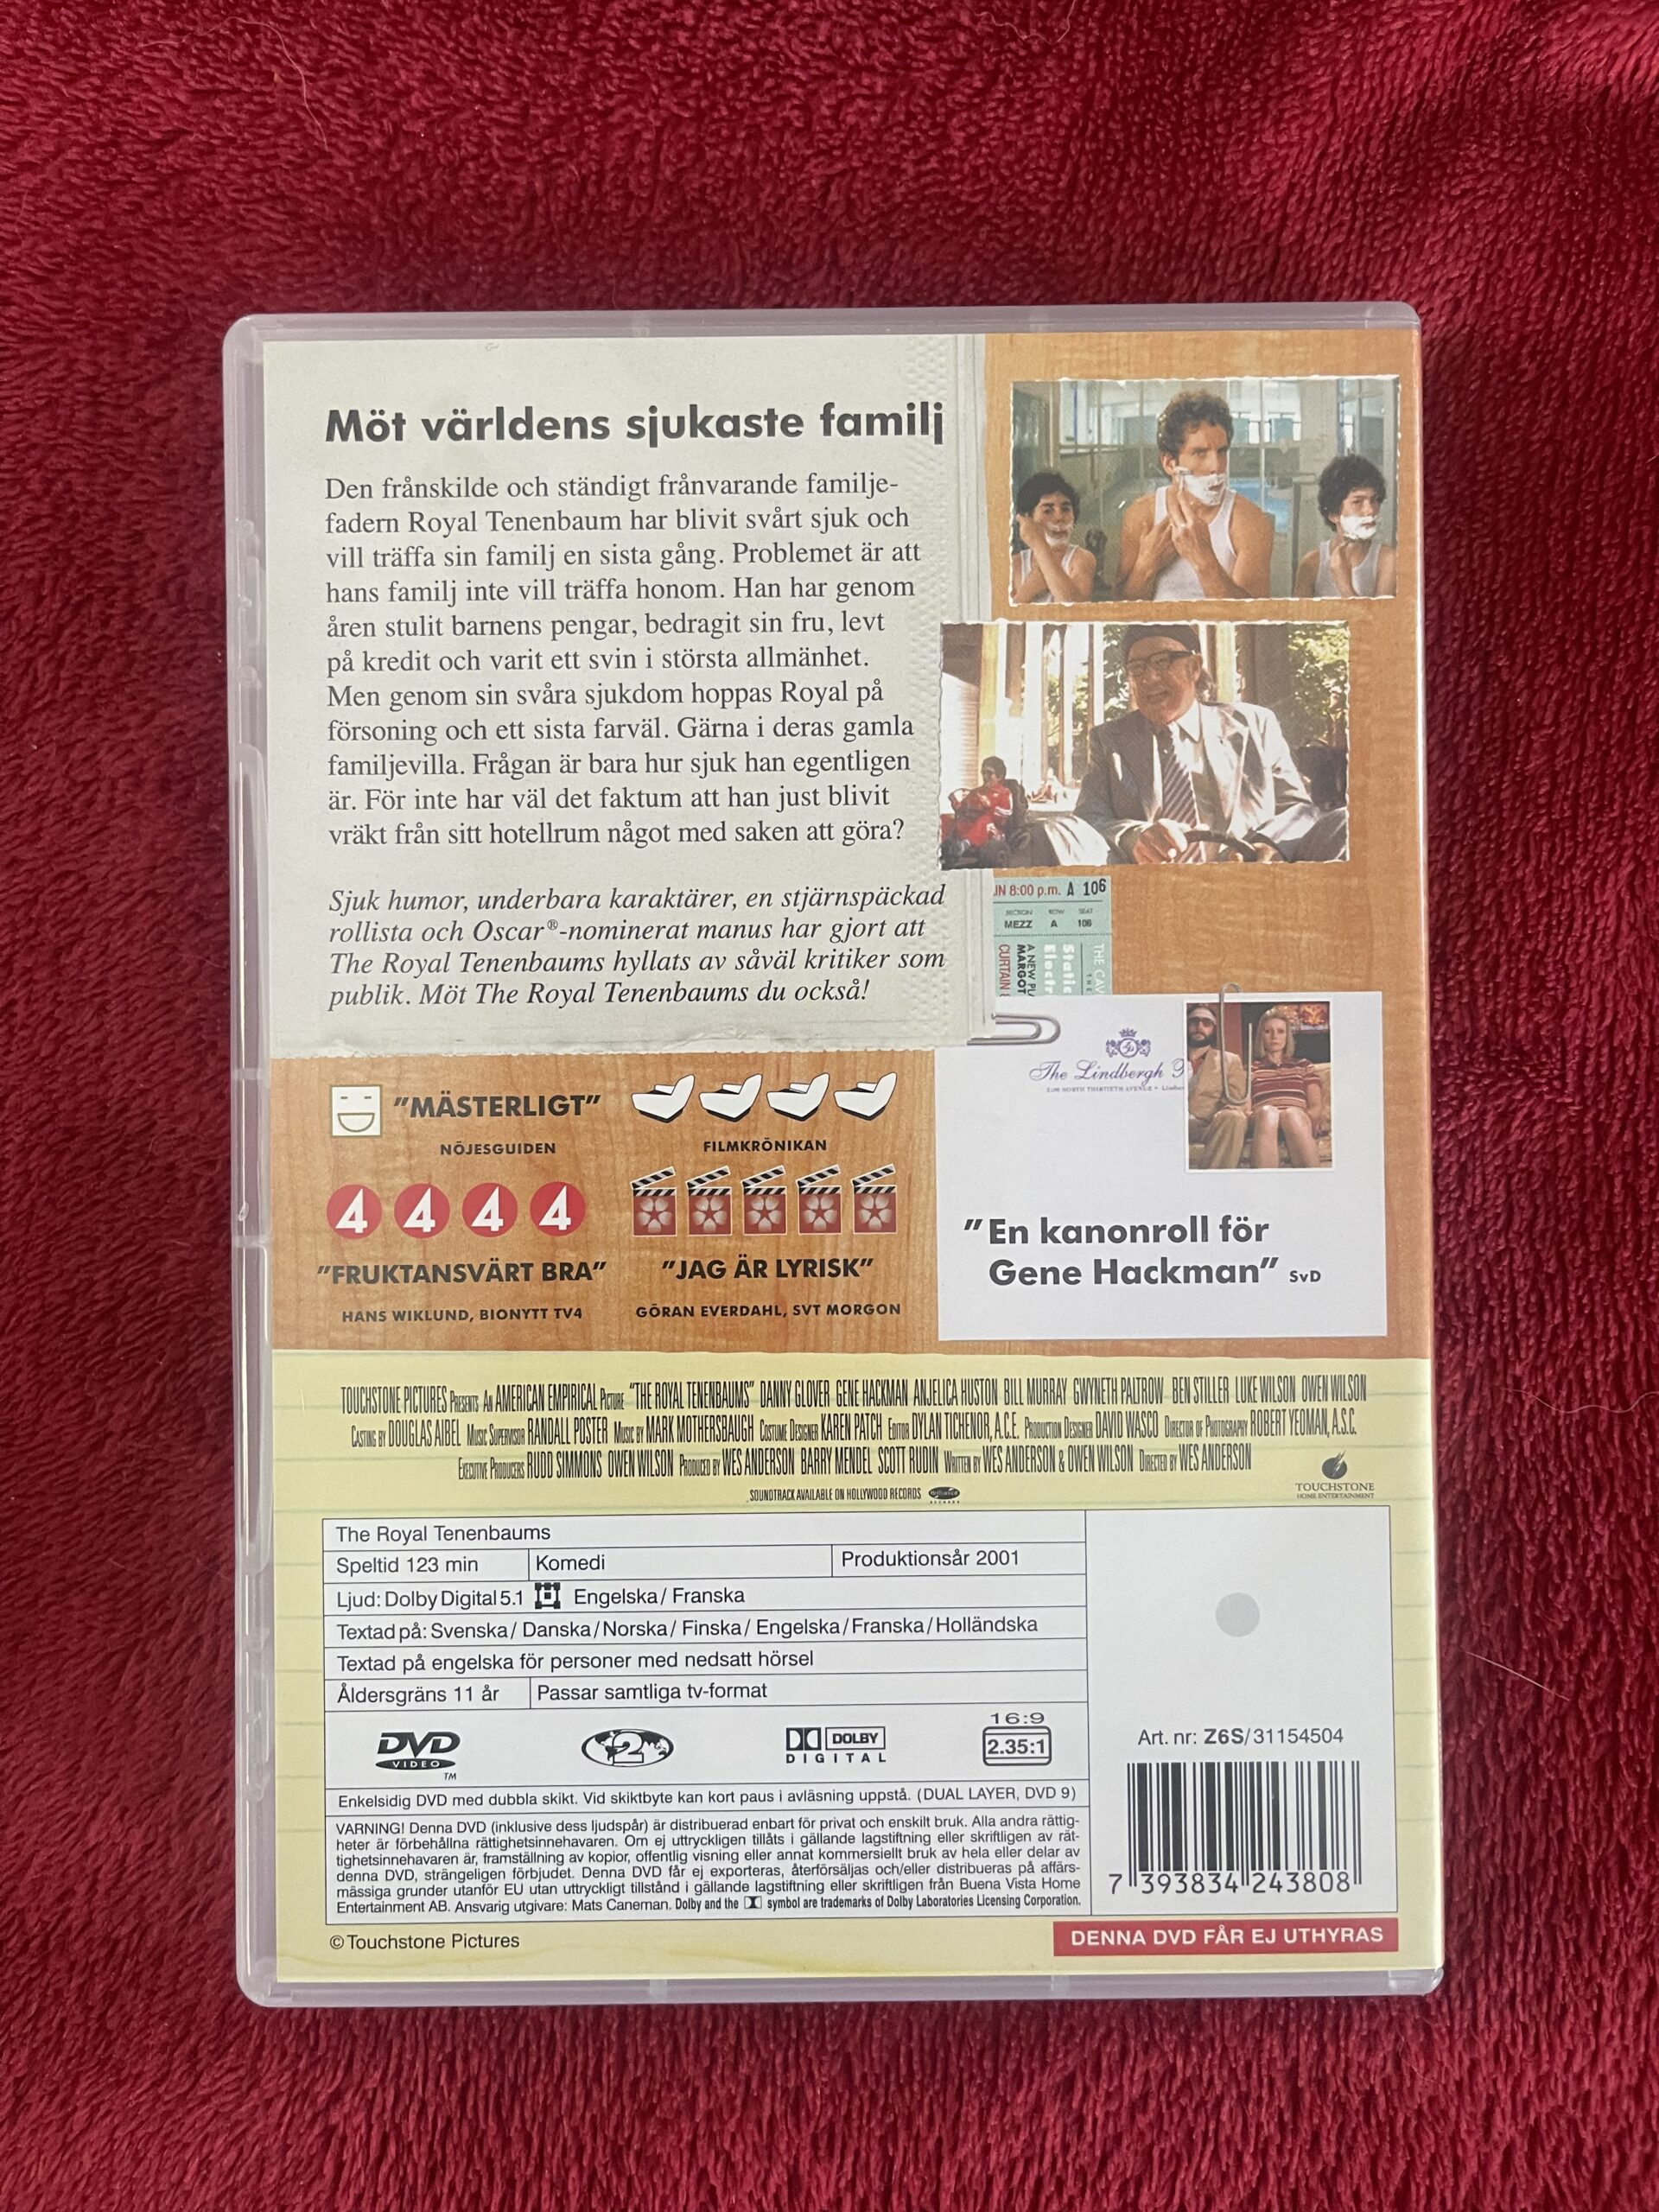 Möt världens sjukaste familj
Den frånskilde och ständigt frånvarande familje-
fadern Royal Tenenbaum har blivit svårt sjuk och
vill träffa sin familj en sista gång. Problemet är att
hans familj inte vill träffa honom. Han har genom
åren stulit barnens pengar, bedragit sin fru, levt
på kredit och varit ett svin i största allmänhet.
Men genom sin svåra sjukdom hoppas Royal på
försoning och ett sista farväl. Gärna i deras gamla
familjevilla. Frågan är bara hur sjuk han egentligen
är. För inte har väl det faktum att han just blivit
vräkt från sitt hotellrum något med saken att göra?
Sjuk humor, underbara karaktärer, en stjärnspäckad
rollista och Oscar®-nominerat manus har gjort att
The Royal Tenenbaums hyllats av såväl kritiker som
publik. Möt The Royal Tenenbaums du också!
IN 8:00 p.m. A 106
SECTION ROW SEAT
MEZZ A 106
THE CAV
Static
Electr
A NEW PL
MARGOT
CURTAIN
The Lindbergh
"MÄSTERLIGT"
NÖJESGUIDEN
FILMKRÖNIKAN
4 4 4 4
"FRUKTANSVÄRT BRA"
HANS WIKLUND, BIONYTT TV4
"JAG ÄR LYRISK"
GÖRAN EVERDAHL, SVT MORGON
"En kanonroll för
Gene Hackman" SvD
TOUCHSTONE PICTURES PRESENTS AN AMERICAN EMPIRICAL PICTURE "THE ROYAL TENENBAUMS" DANNY GLOVER GENE HACKMAN ANJELICA HUSTON BILL MURRAY GWYNETH PALTROW BEN STILLER LUKE WILSON OWEN WILSON
CASTING BY DOUGLAS AIBEL MUSIC SUPERVISOR RANDALL POSTER MUSIC BY MARK MOTHERSBAUGH COSTUME DESIGNER KAREN PATCH EDITOR DYLAN TICHENOR, A.C.E. PRODUCTION DESIGNER DAVID WASCO DIRECTOR OF PHOTOGRAPHY ROBERT YEOMAN, A.S.C.
EXECUTIVE PRODUCERS RUDD SIMMONS OWEN WILSON PRODUCED BY WES ANDERSON BARRY MENDEL SCOTT RUDIN WRITTEN BY WES ANDERSON & OWEN WILSON DIRECTED BY WES ANDERSON
SOUNDTRACK AVAILABLE ON HOLLYWOOD RECORDS
TOUCHSTONE
HOME ENTERTAINMENT
The Royal Tenenbaums
Speltid 123 min Komedi Produktionsår 2001
Ljud: Dolby Digital 5.1 Engelska/ Franska
Textad på: Svenska/ Danska/Norska/ Finska/ Engelska/Franska/Holländska
Textad på engelska för personer med nedsatt hörsel
Åldersgräns 11 år Passar samtliga tv-format
DVD VIDEO TM
2
DOLBY DIGITAL
16:9
2.35:1
Enkelsidig DVD med dubbla skikt. Vid skiktbyte kan kort paus i avläsning uppstå. (DUAL LAYER, DVD 9)
VARNING! Denna DVD (inklusive dess ljudspår) är distribuerad enbart för privat och enskilt bruk. Alla andra rättig-
heter är förbehållna rättighetsinnehavaren. Om ej uttryckligen tillåts i gällande lagstiftning eller skriftligen av rät-
tighetsinnehavaren är, framställning av kopior, offentlig visning eller annat kommersiellt bruk av hela eller delar av
denna DVD, strängeligen förbjudet. Denna DVD får ej exporteras, återförsäljas och/eller distribueras på affärs-
mässiga grunder utanför EU utan uttryckligt tillstånd i gällande lagstiftning eller skriftligen från Buena Vista Home
Entertainment AB. Ansvarig utgivare: Mats Caneman. Dolby and the symbol are trademarks of Dolby Laboratories Licensing Corporation.
Art. nr: Z6S/31154504
7 393834 243808
© Touchstone Pictures
DENNA DVD FÅR EJ UTHYRAS